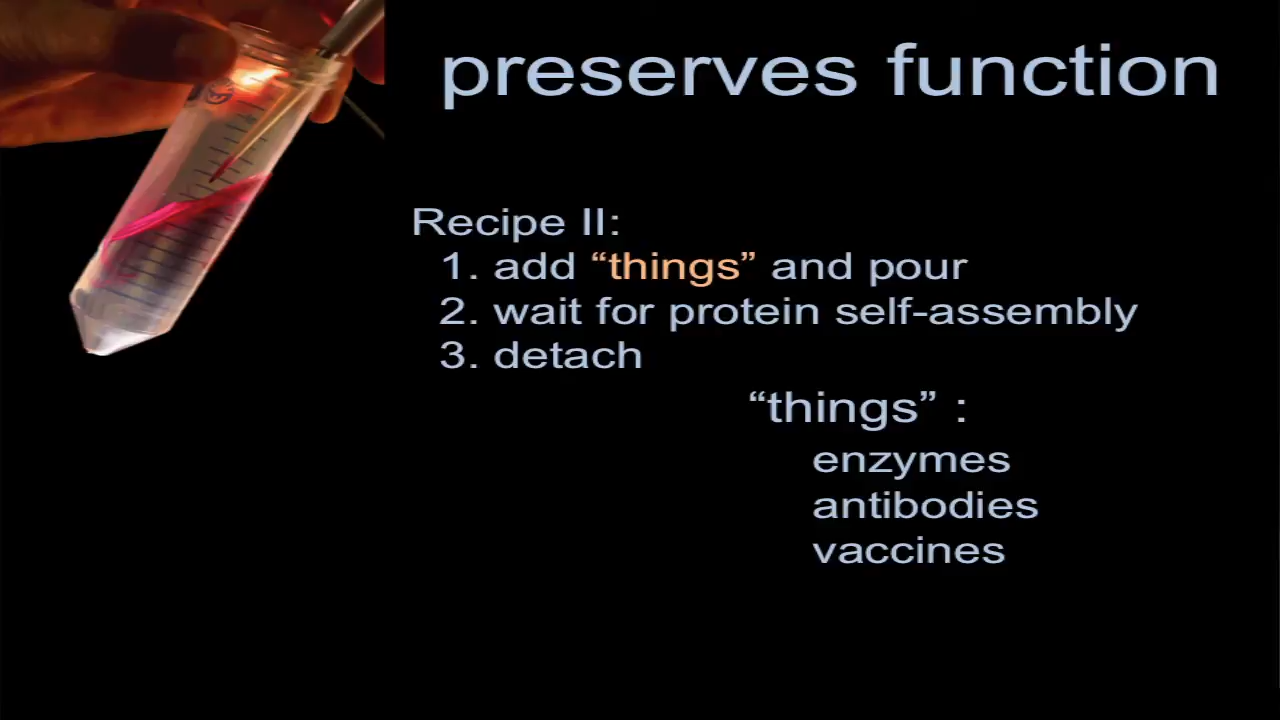 preserves function
Recipe II:
1. add “things” and pour
2. wait for protein self-assembly
3. detach
“things” :
enzymes
antibodies
vaccines